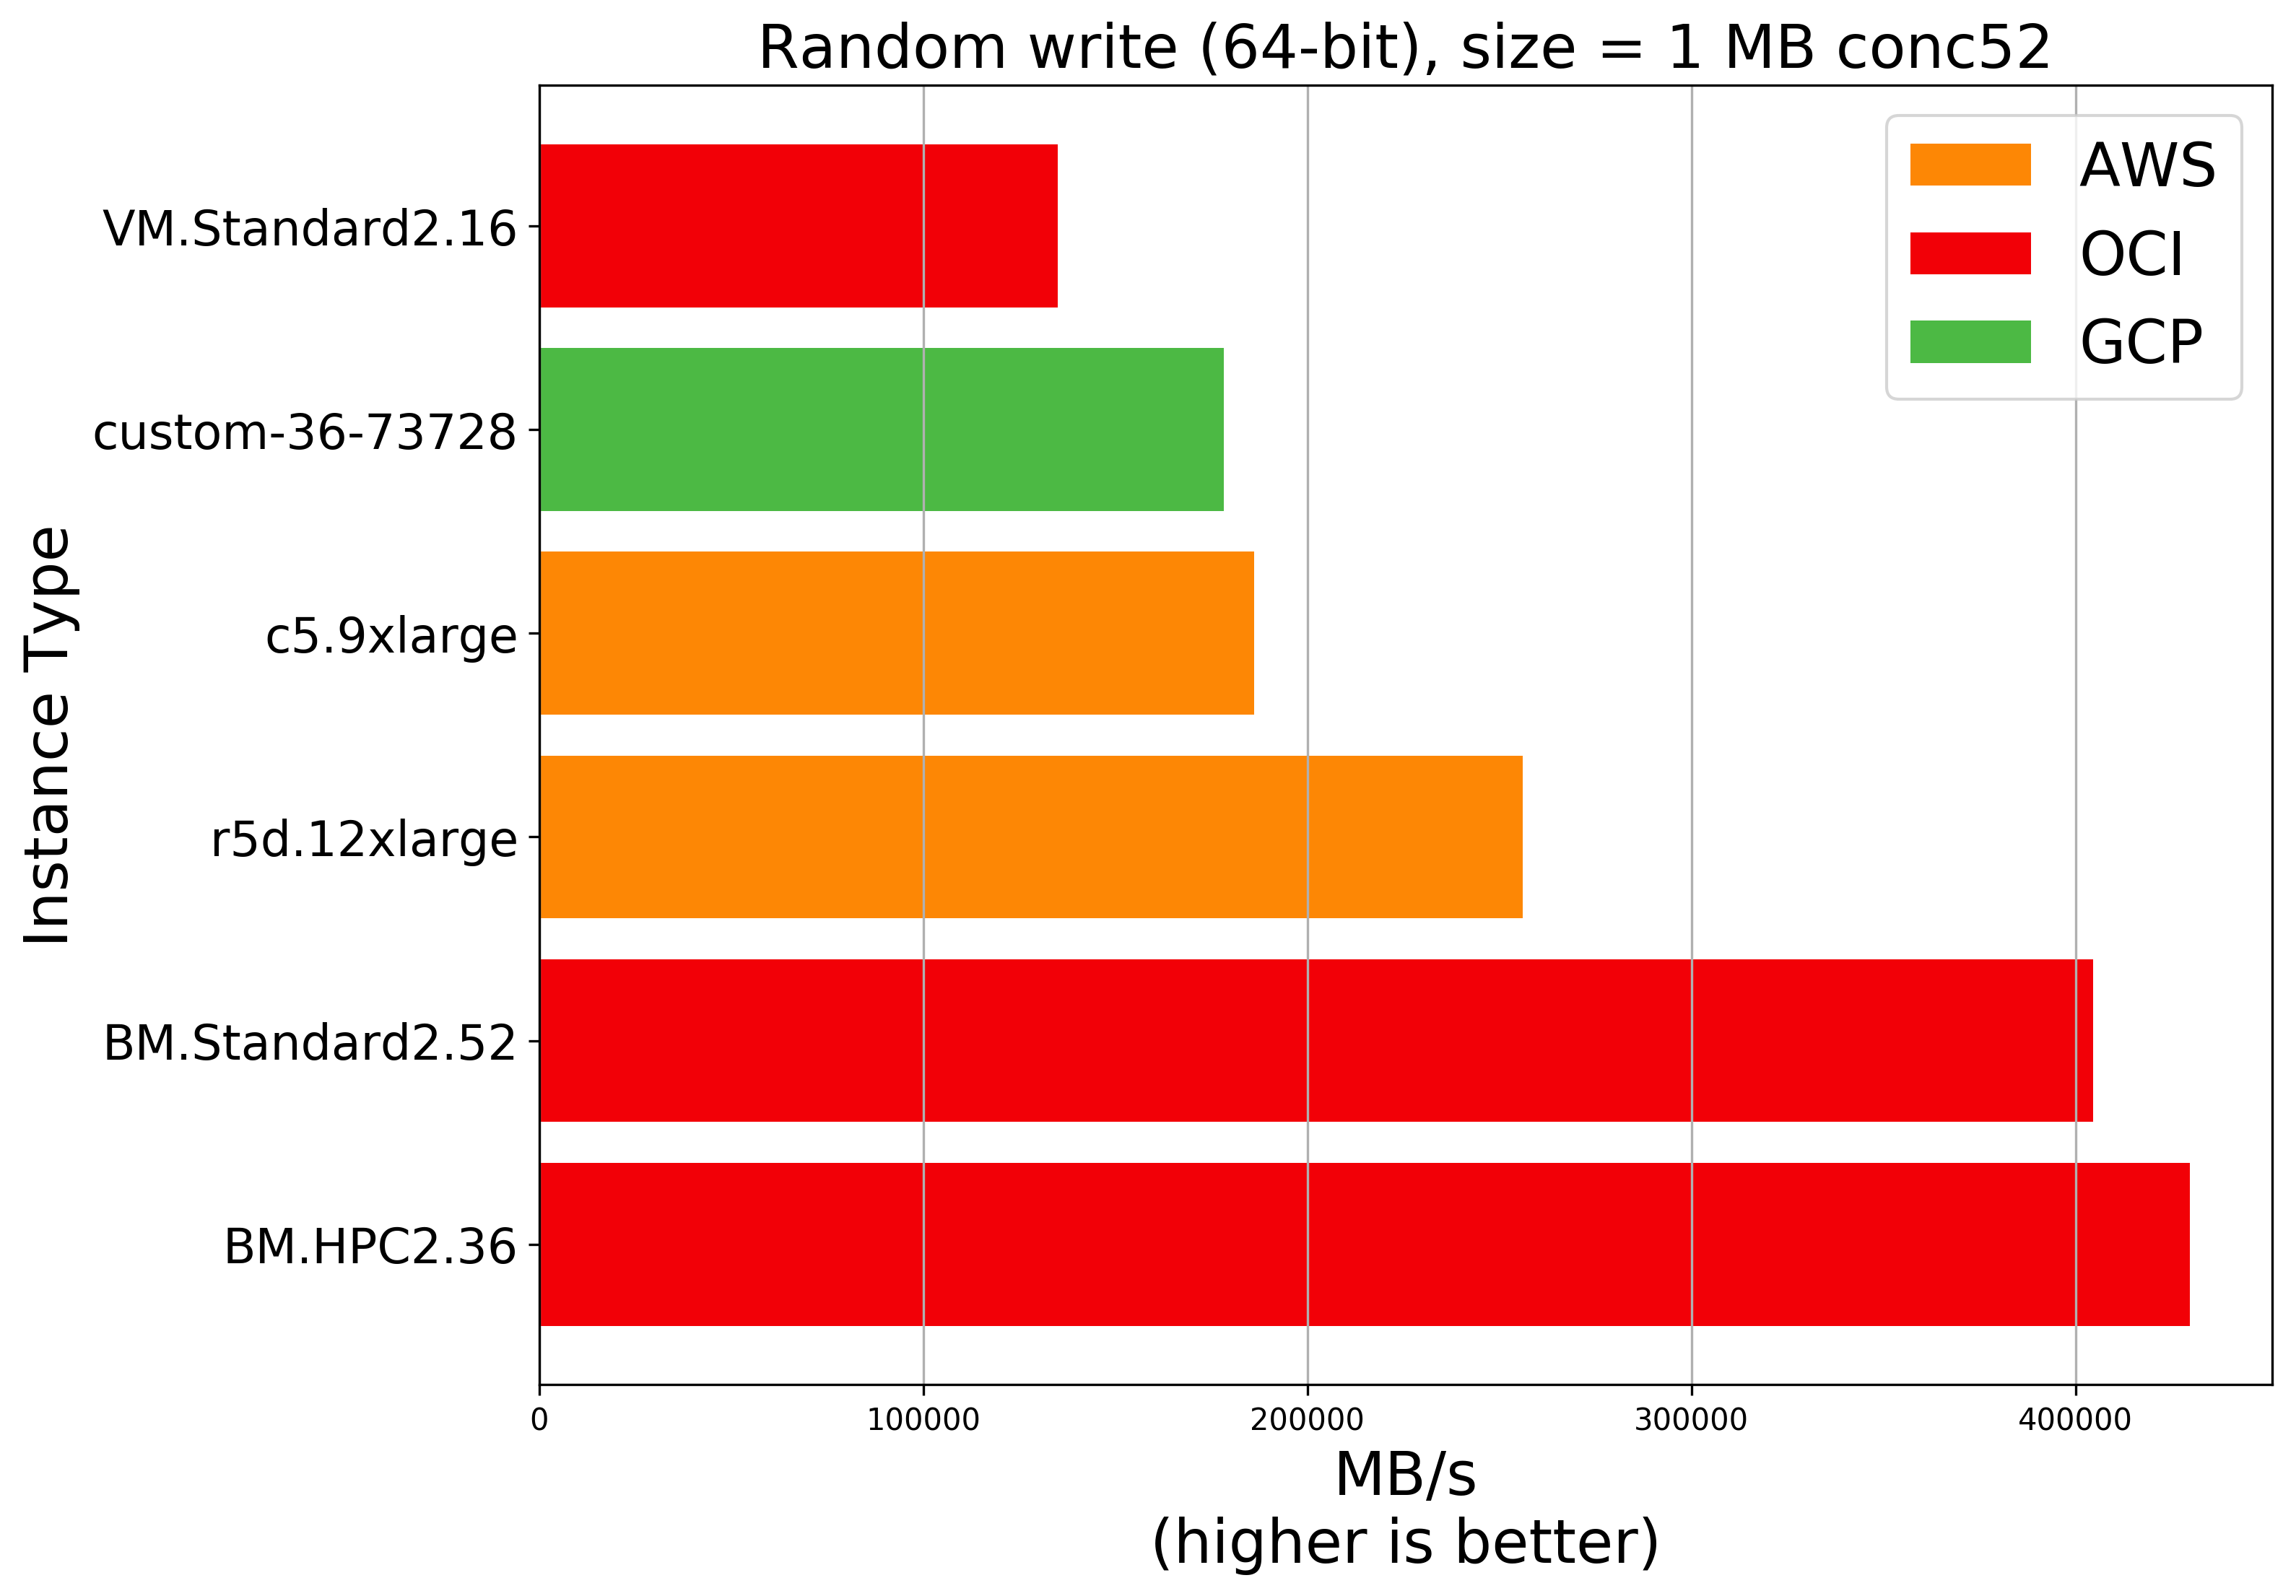 Random write (64-bit), size = 1 MB conc52
AWS
OCI
GCP
Instance Type
VM.Standard2.16
custom-36-73728
c5.9xlarge
r5d.12xlarge
BM.Standard2.52
BM.HPC2.36
0 100000 200000 300000 400000
MB/s
(higher is better)